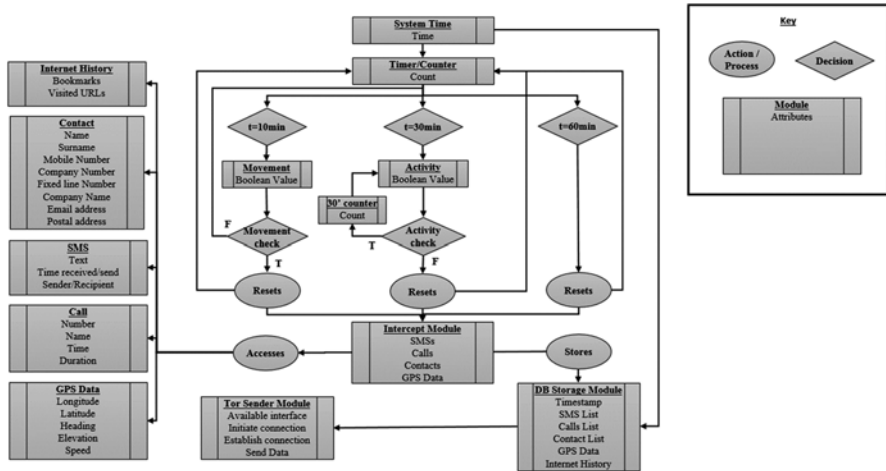 System Time
Time
Key
Timer/Counter
Count
Action /
Process
Decision
Module
Attributes
Internet History
Bookmarks
Visited URLs
Contact
Name
Surname
Mobile Number
Company Number
Fixed line Number
Company Name
Email address
Postal address
SMS
Text
Time received/send
Sender/Recipient
Call
Number
Name
Time
Duration
GPS Data
Longitude
Latitude
Heading
Elevation
Speed
t=10min
t=30min
t=60min
Movement
Boolean Value
Activity
Boolean Value
30' counter
Count
F
Movement
check
T
T
Activity
check
F
Resets
Resets
Resets
Intercept Module
SMSs
Calls
Contacts
GPS Data
Accesses
Stores
Tor Sender Module
Available interface
Initiate connection
Establish connection
Send Data
DB Storage Module
Timestamp
SMS List
Calls List
Contact List
GPS Data
Internet History